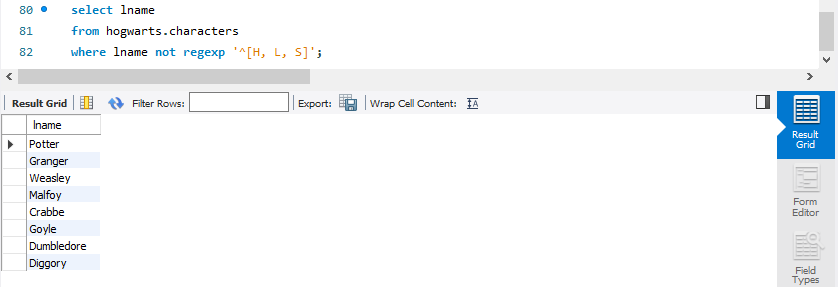 80 select lname
81 from hogwarts.characters
82 where lname not regexp '^[H, L, S]';
Result Grid Filter Rows: Export: Wrap Cell Content: IA
lname
Potter
Granger
Weasley
Malfoy
Crabbe
Goyle
Dumbledore
Diggory
Result
Grid
Form
Editor
Field
Types